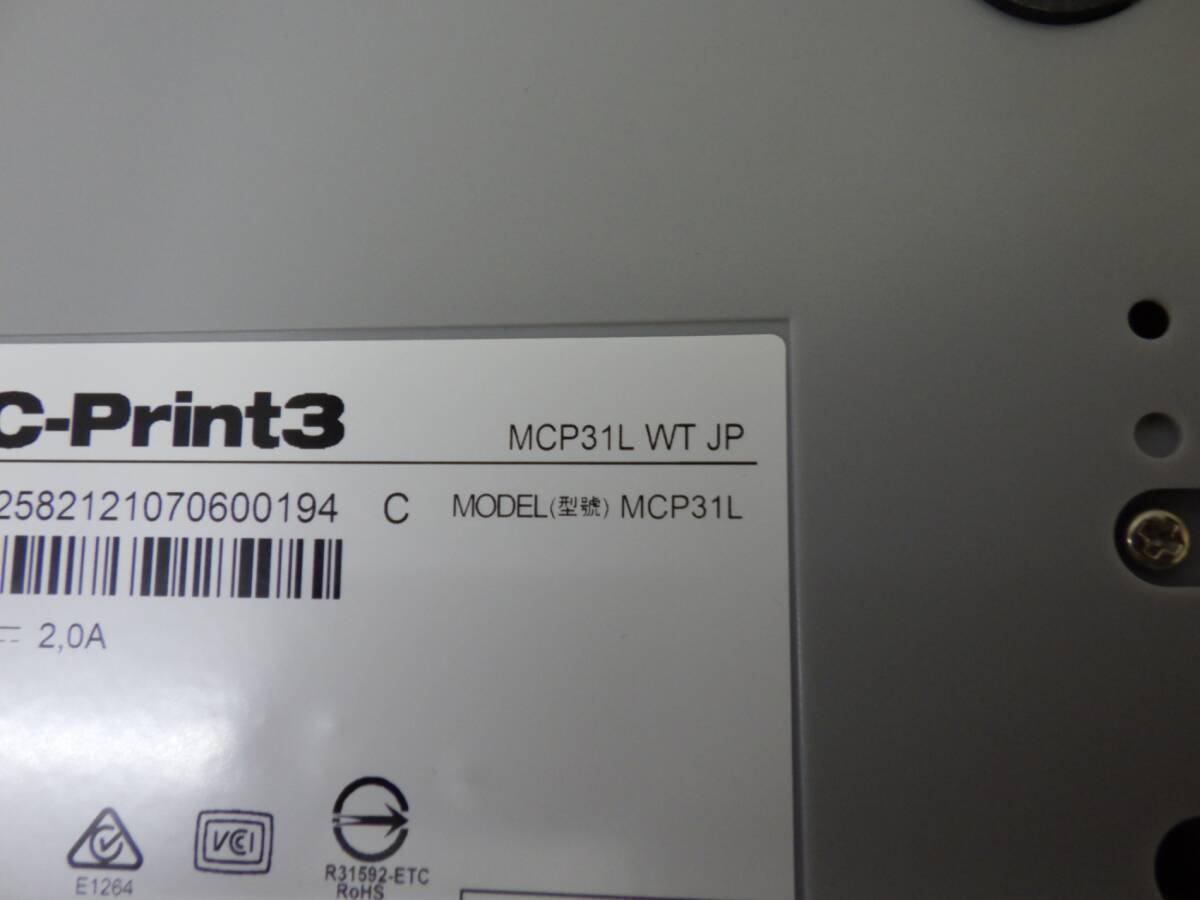 C-Print3
MCP31L WT JP
2582121070600194 C MODEL(型號) MCP31L
2,0A
VCI
R31592-ETC
RoHS
E1264